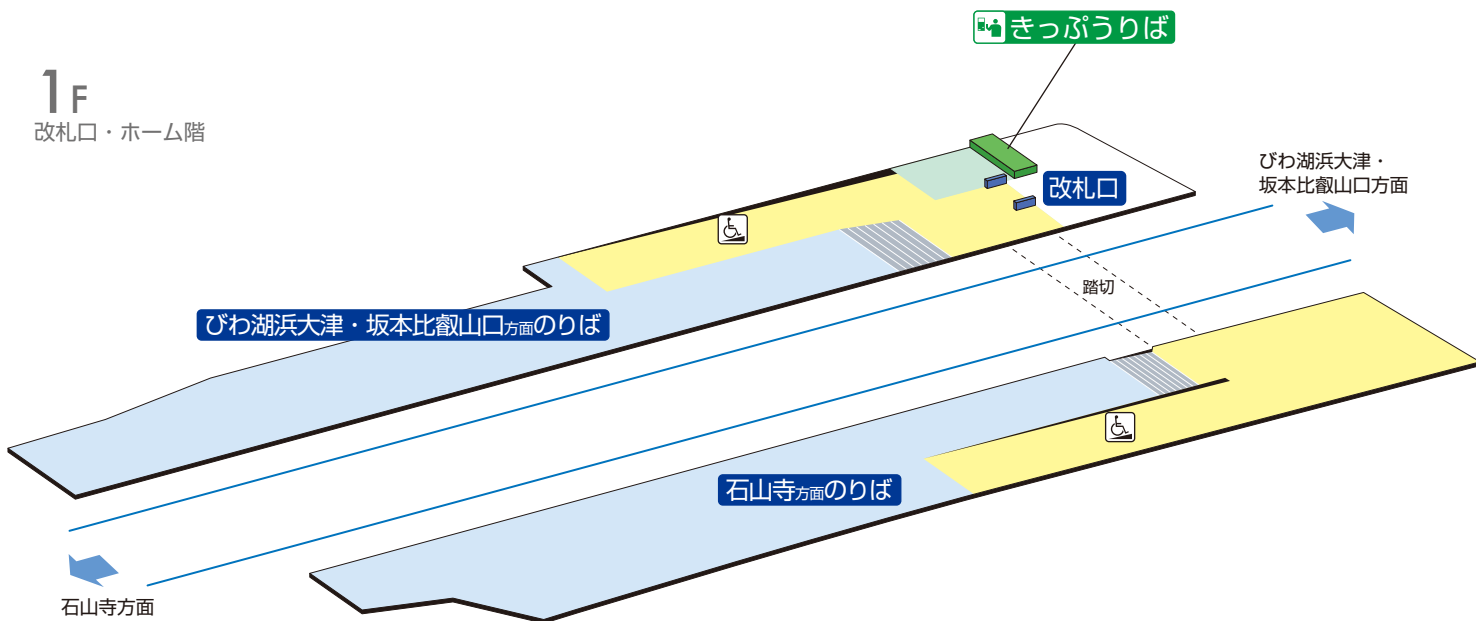 きっぷうりば
1F
改札口・ホーム階
びわ湖浜大津・
坂本比叡山口方面
改札口
踏切
びわ湖浜大津・坂本比叡山口方面のりば
石山寺方面のりば
石山寺方面